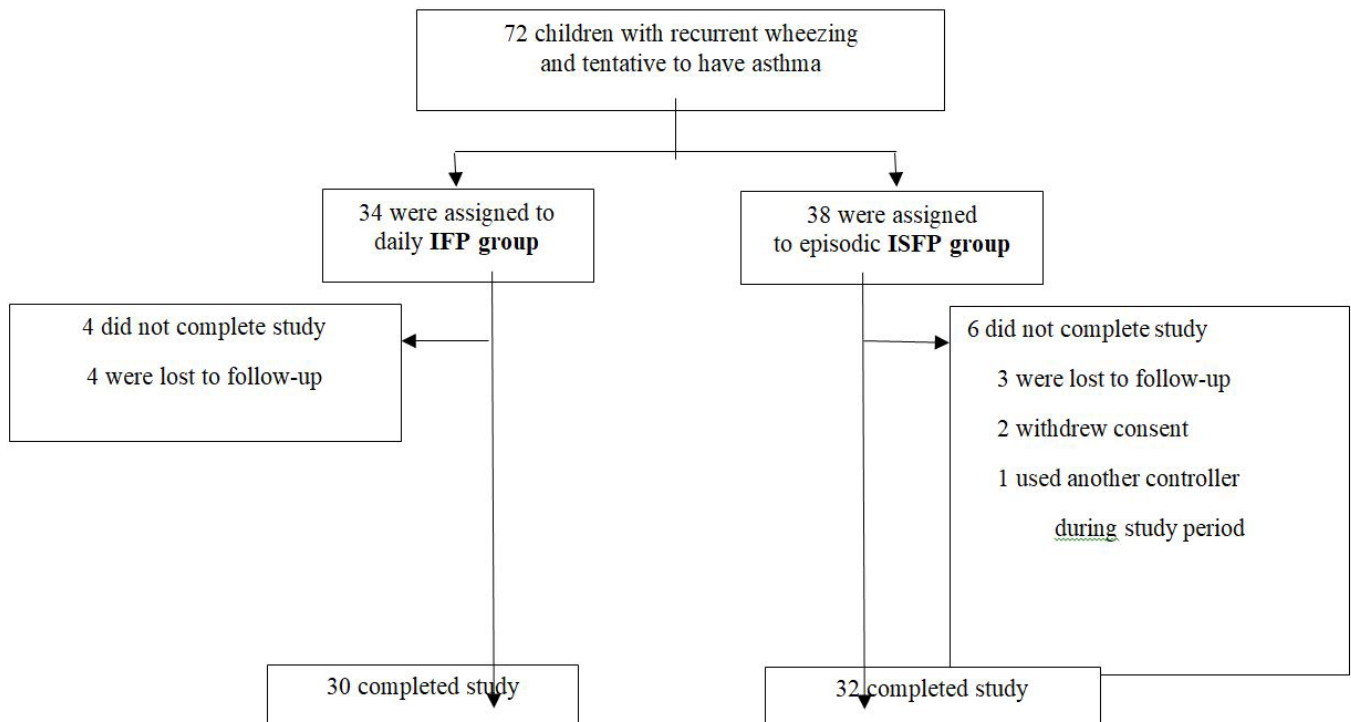 72 children with recurrent wheezing
and tentative to have asthma
34 were assigned to
daily IFP group
38 were assigned
to episodic ISFP group
4 did not complete study
4 were lost to follow-up
6 did not complete study
3 were lost to follow-up
2 withdrew consent
1 used another controller
during study period
30 completed study
32 completed study